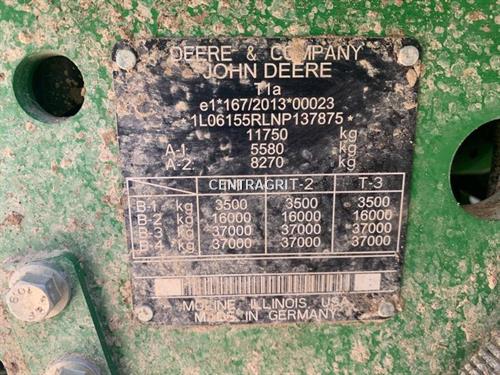 DEERE & COMPANY
JOHN DEERE
T1a
e1*167/2013*00023
*1L06155RLNP137875*
11750 kg
A-1. 5580 kg
A-2. 8270 kg
CENTRAGRIT-2 T-3
B-1 kg 3500 3500 3500
B-2 kg 16000 16000 16000
B-3 kg 37000 37000 37000
B-4 kg 37000 37000 37000
MOLINE, ILLINOIS USA
MADE IN GERMANY